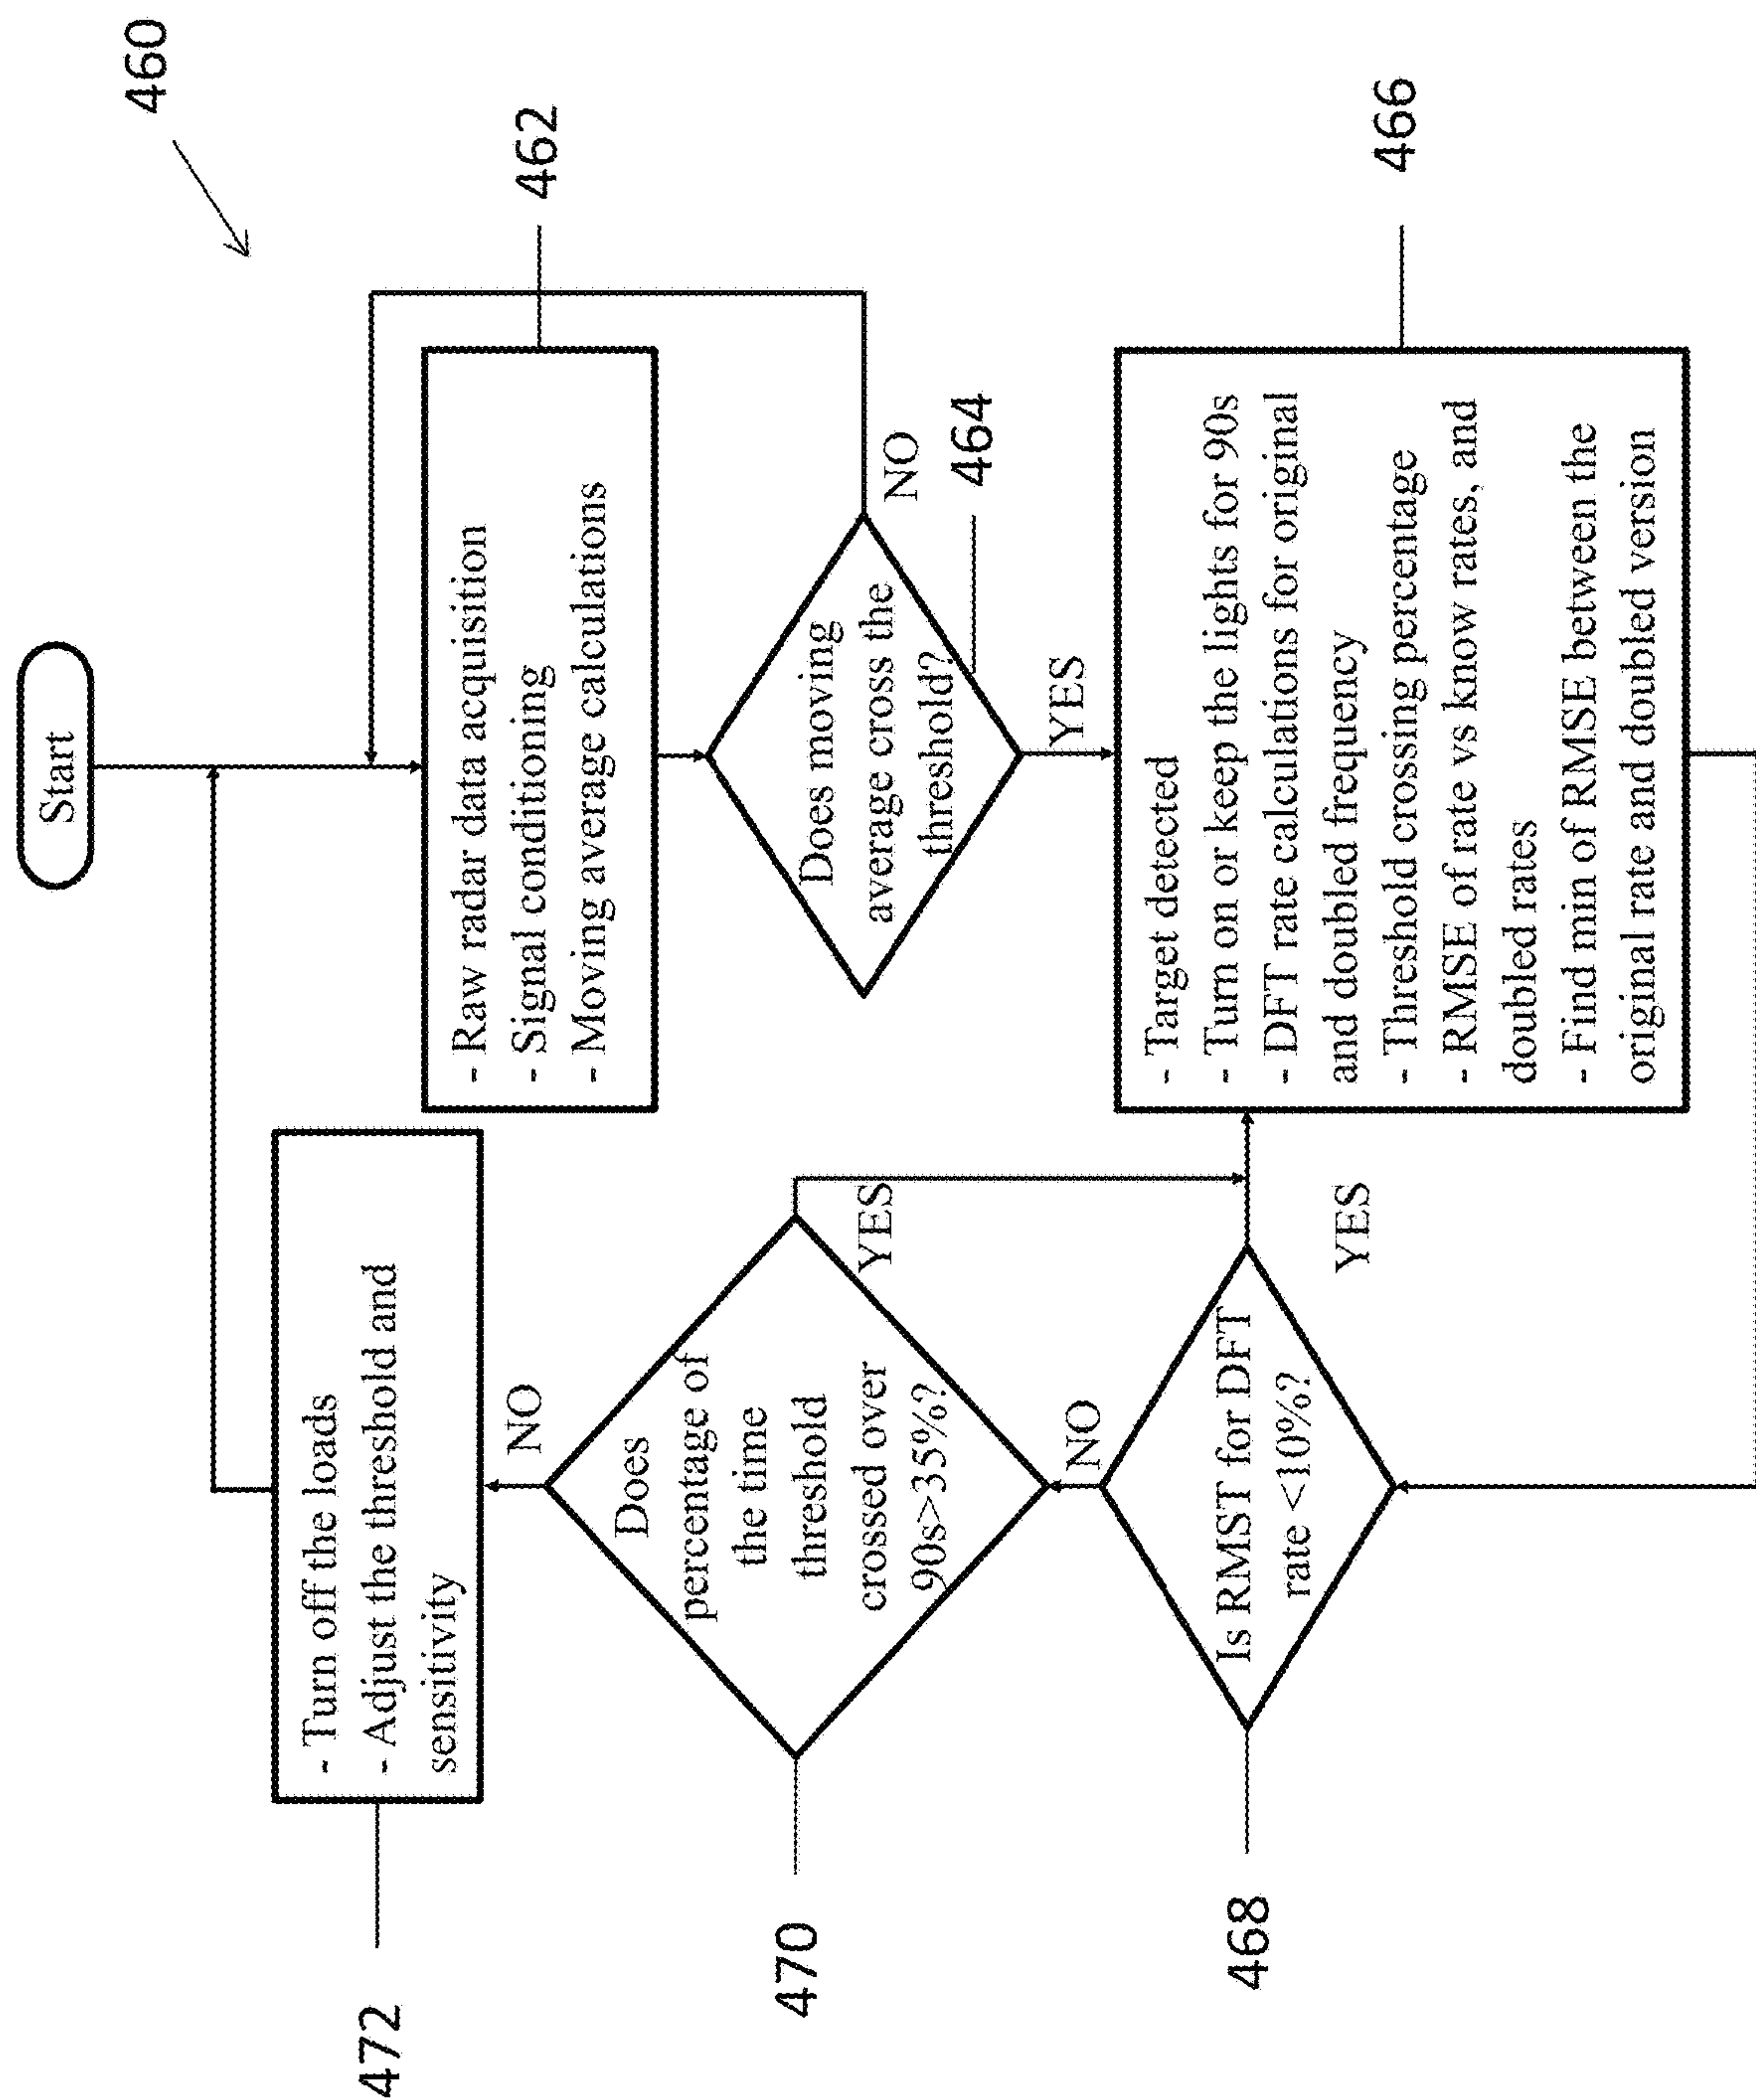 460
Start
- Turn off the loads
- Adjust the threshold and
sensitivity
472
NO
- Raw radar data acquisition
- Signal conditioning
- Moving average calculations
462
Does
percentage of
the time
threshold
crossed over
90s>35%?
470
YES
NO
Does moving
average cross the
threshold?
NO
464
YES
Is RMST for DFT
rate <10%?
468
YES
- Target detected
- Turn on or keep the lights for 90s
- DFT rate calculations for original
and doubled frequency
- Threshold crossing percentage
- RMSE of rate vs know rates, and
doubled rates
- Find min of RMSE between the
original rate and doubled version
466